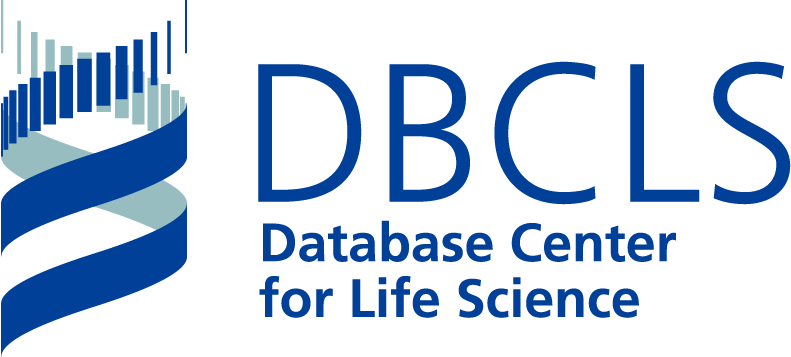 DBCLS
Database Center
for Life Science